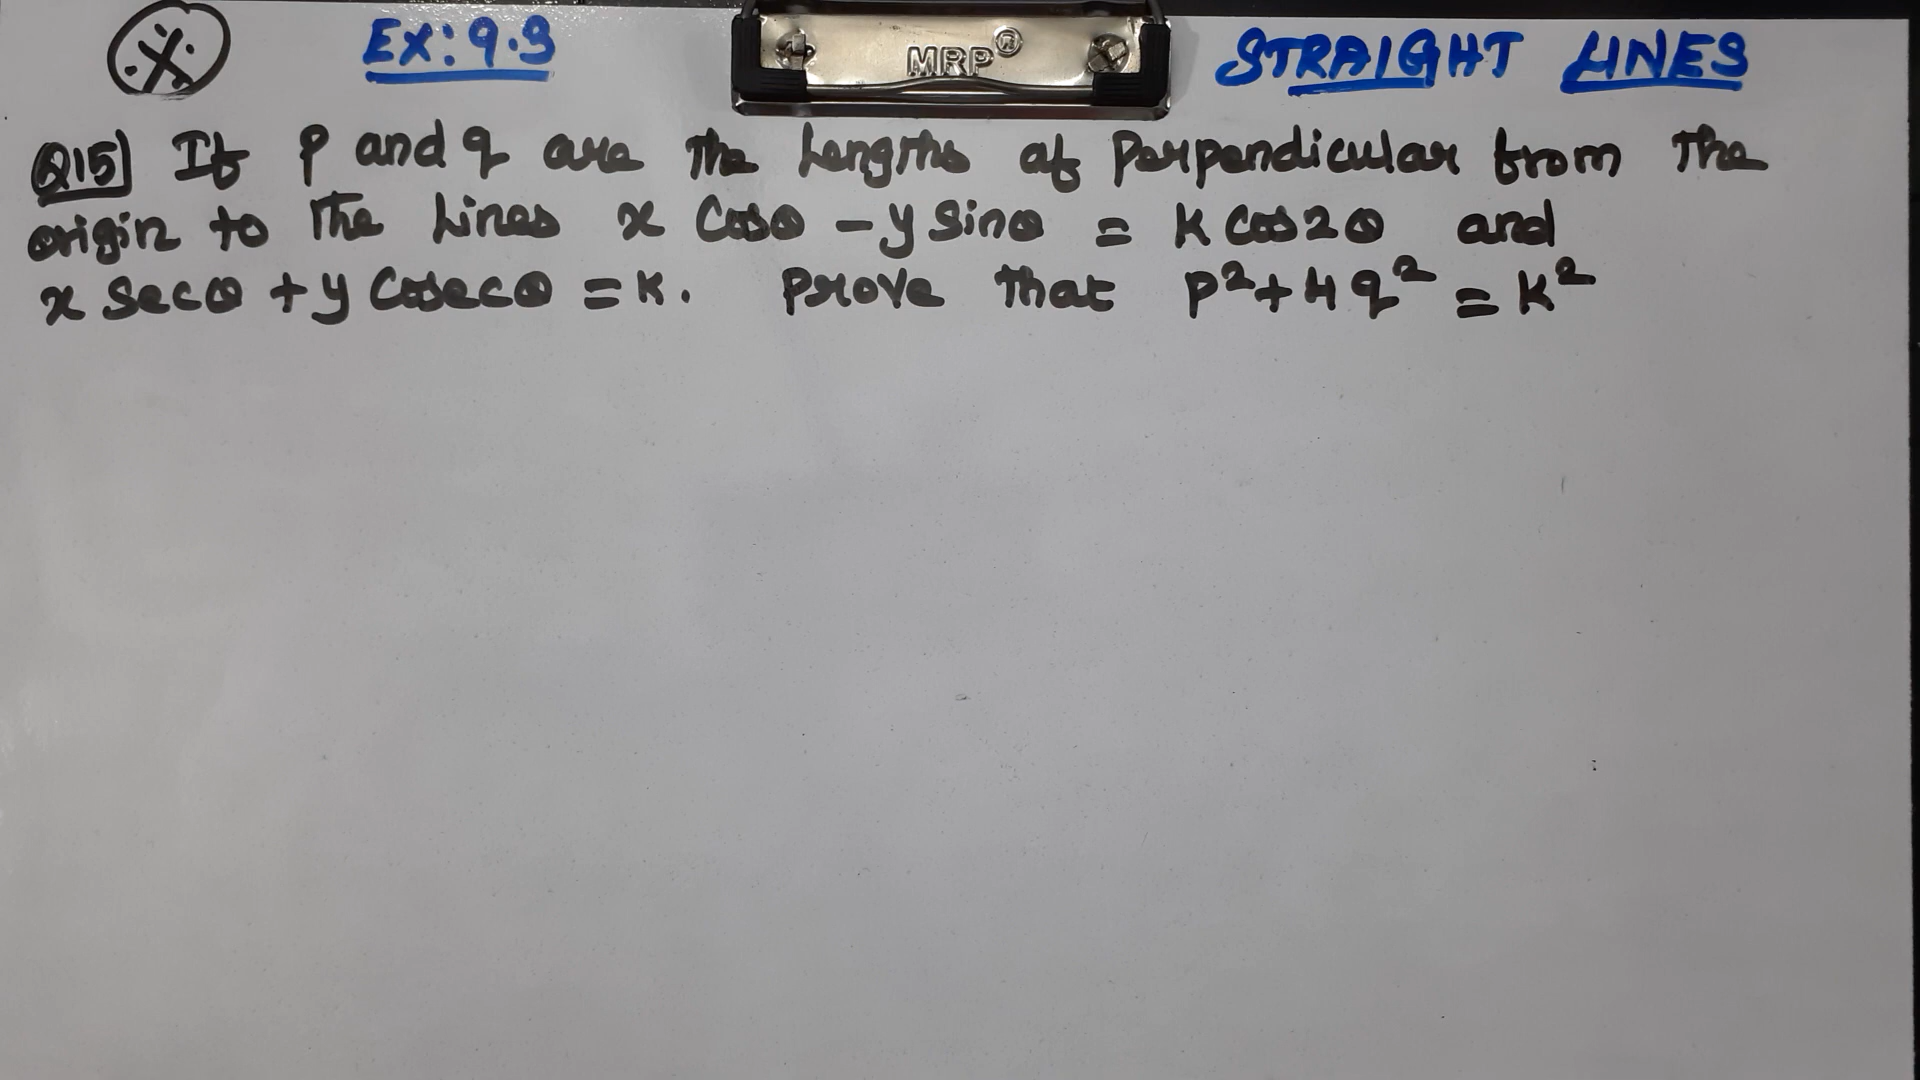 EX: 9.3
MRP®
STRAIGHT LINES
Q15] If p and q are the Lengths of perpendicular from the
origin to the Lines x Cosθ - y Sinθ = K Cos2θ and
x Secθ + y Cosecθ = K. Prove that P²+4q² = K²